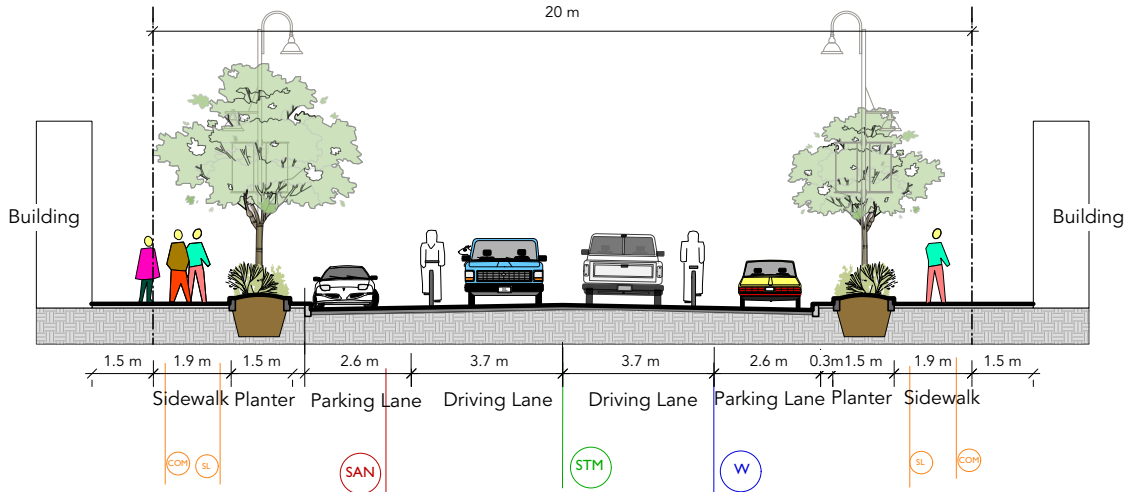 20 m
Building
Building
1.5 m 1.9 m 1.5 m 2.6 m 3.7 m 3.7 m 2.6 m 0.3m 1.5 m 1.9 m 1.5 m
Sidewalk Planter Parking Lane Driving Lane Driving Lane Parking Lane Planter Sidewalk
COM SL SAN STM W SL COM